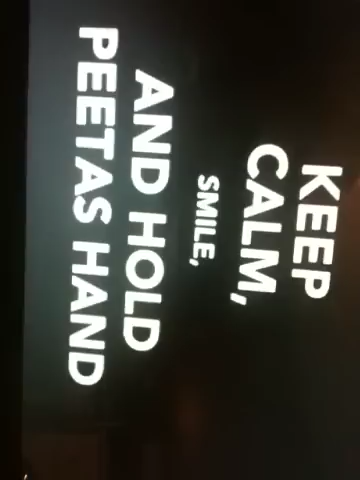 KEEP
CALM,
SMILE,
AND HOLD
PEETAS HAND